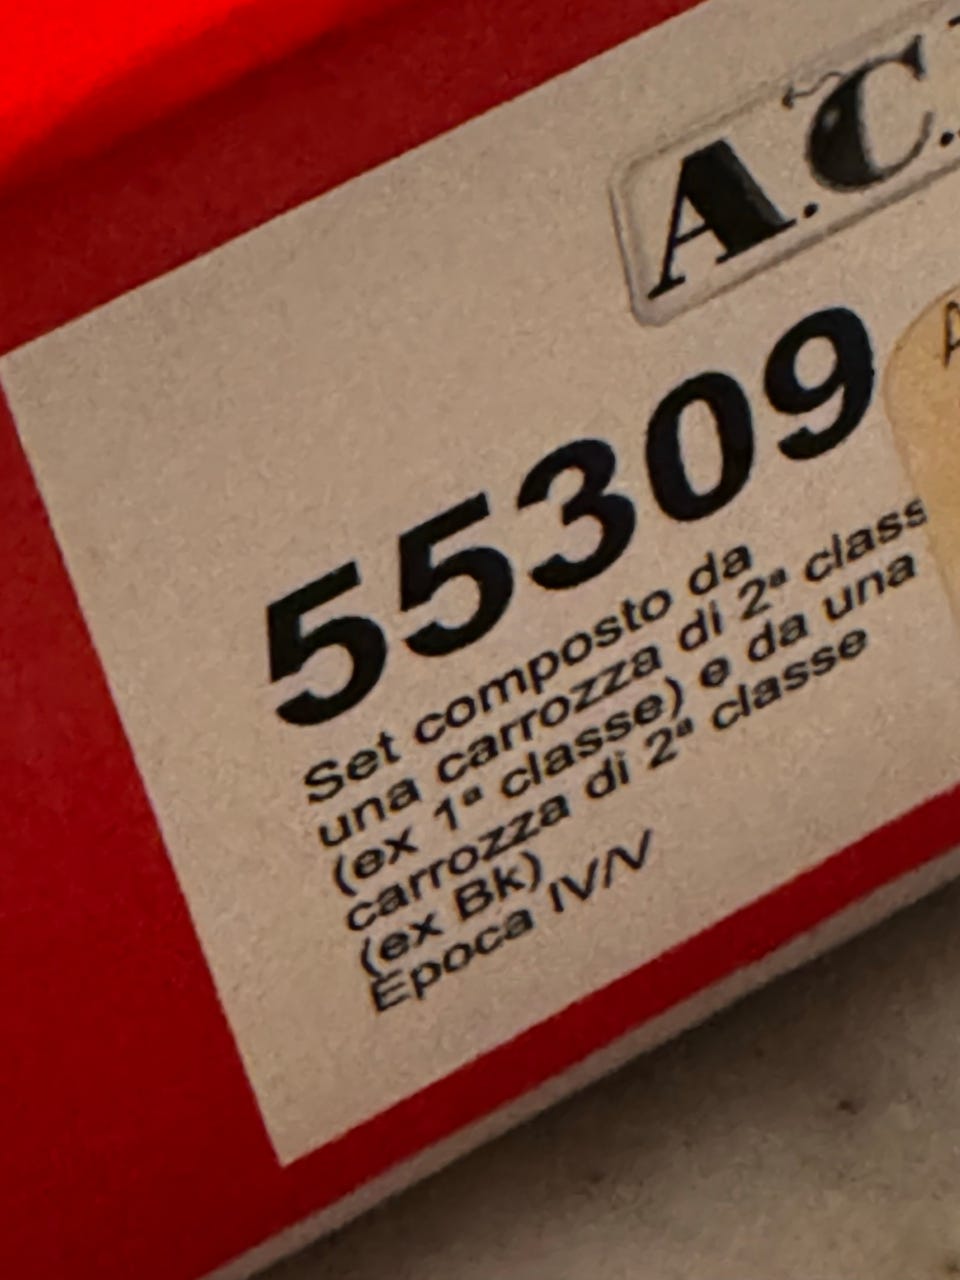 A.C.
55309
Set composto da
una carrozza di 2ª class
(ex 1ª classe) e da una
carrozza di 2ª classe
(ex Bk)
Epoca IV/V
A